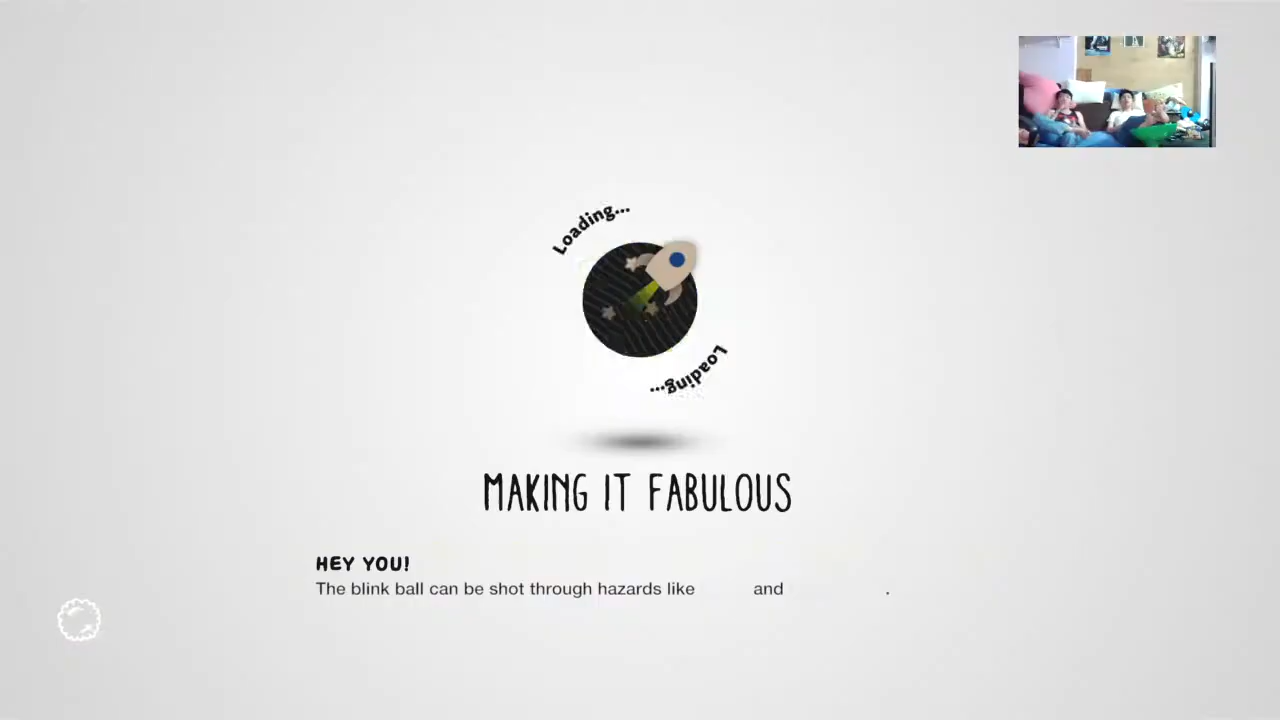 Loading...
Loading...
MAKING IT FABULOUS
HEY YOU!
The blink ball can be shot through hazards like and .